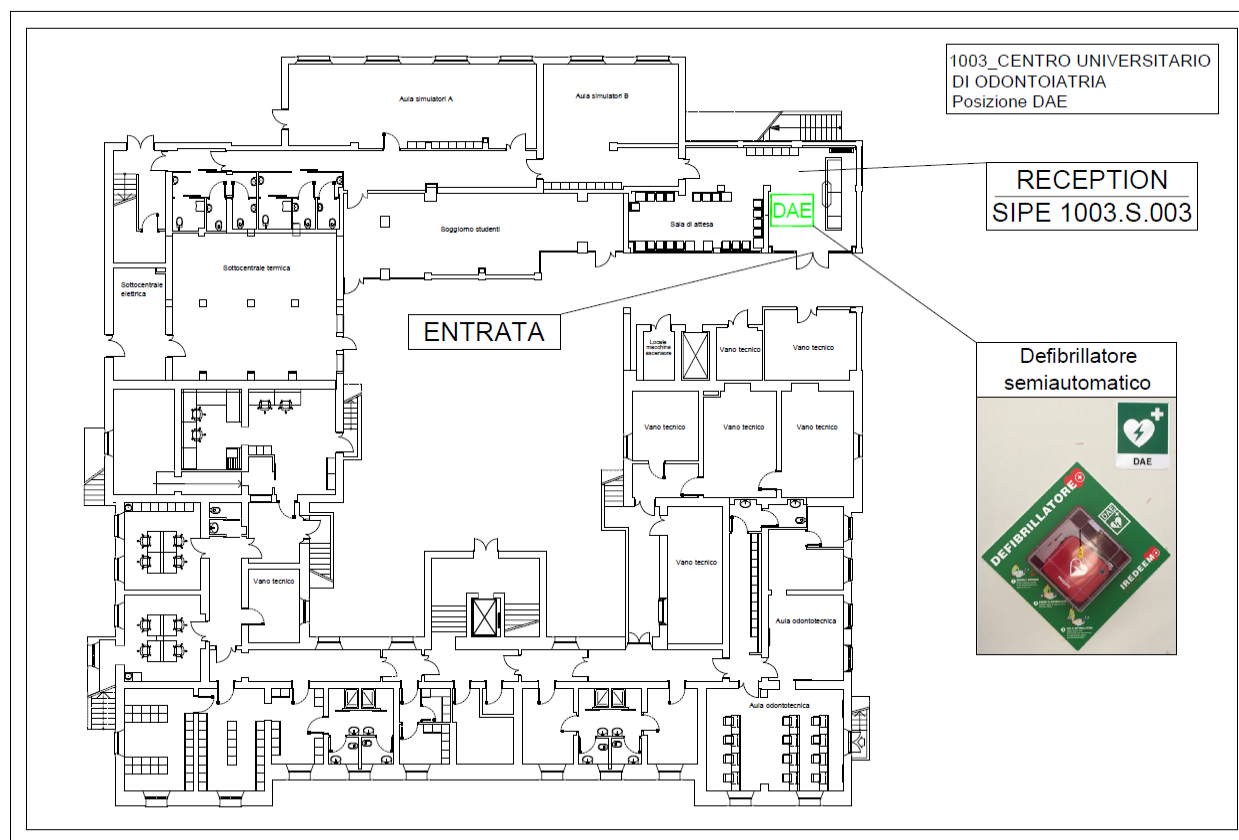 1003_CENTRO UNIVERSITARIO
DI ODONTOIATRIA
Posizione DAE
Aula simulatori A
Aula simulatori B
RECEPTION
SIPE 1003.S.003
DAE
Sala di attesa
Soggiorno studenti
Sottocentrale termica
Sottocentrale
elettrica
ENTRATA
Locale
macchina
ascensore
Vano tecnico
Vano tecnico
Vano tecnico
Vano tecnico
Vano tecnico
Vano tecnico
Vano tecnico
Aula odontotecnica
Aula odontotecnica
Defibrillatore
semiautomatico
DAE
DEFIBRILLATORE
DAE
IREDEEM